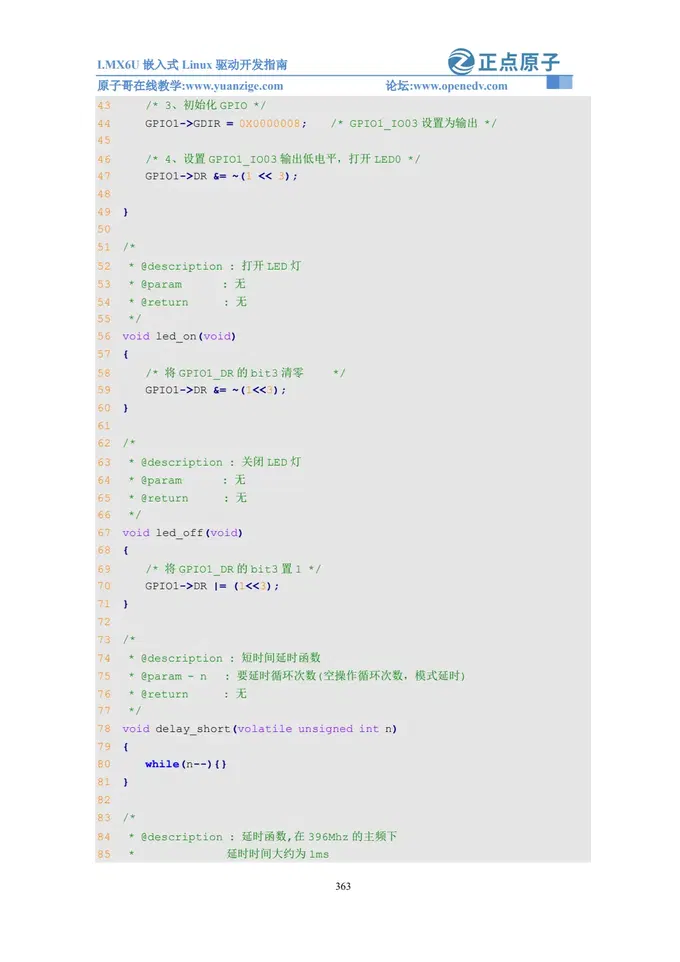 I.MX6U 嵌入式 Linux 驱动开发指南
正点原子
原子哥在线教学:www.yuanzige.com 论坛:www.openedv.com
43 /* 3、初始化 GPIO */
44 GPIO1->GDIR = 0X0000008; /* GPIO1_IO03 设置为输出 */
45
46 /* 4、设置 GPIO1_IO03 输出低电平，打开 LED0 */
47 GPIO1->DR &= ~(1 << 3);
48
49 }
50
51 /*
52 * @description : 打开 LED 灯
53 * @param : 无
54 * @return : 无
55 */
56 void led_on(void)
57 {
58 /* 将 GPIO1_DR 的 bit3 清零 */
59 GPIO1->DR &= ~(1<<3);
60 }
61
62 /*
63 * @description : 关闭 LED 灯
64 * @param : 无
65 * @return : 无
66 */
67 void led_off(void)
68 {
69 /* 将 GPIO1_DR 的 bit3 置 1 */
70 GPIO1->DR |= (1<<3);
71 }
72
73 /*
74 * @description : 短时间延时函数
75 * @param - n : 要延时循环次数(空操作循环次数，模式延时)
76 * @return : 无
77 */
78 void delay_short(volatile unsigned int n)
79 {
80 while(n--){}
81 }
82
83 /*
84 * @description : 延时函数,在 396Mhz 的主频下
85 * 延时时间大约为 1ms
363